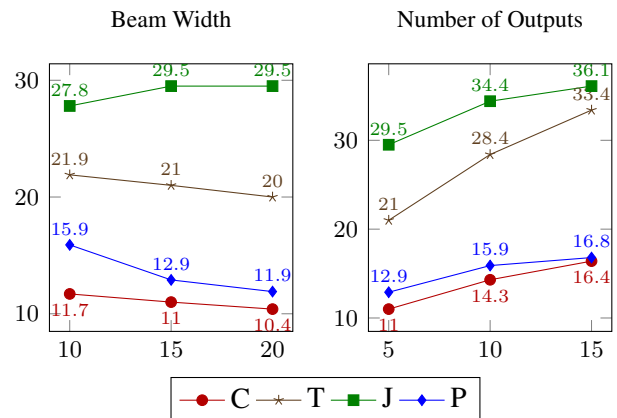 Beam Width
30
20
10
27.8 29.5 29.5
21.9 21 20
15.9 12.9 11.9
11.7 11 10.4
10 15 20
Number of Outputs
30
20
10
29.5 34.4 36.1
21 28.4 33.4
12.9 15.9 16.8
11 14.3 16.4
5 10 15
C T J P